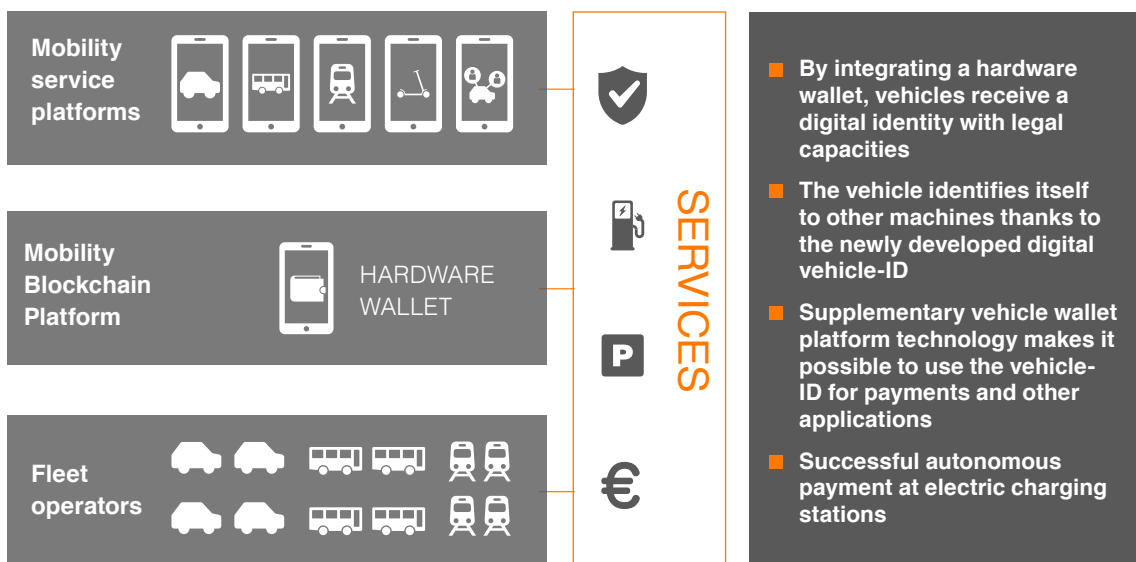 Mobility
service
platforms
Mobility
Blockchain
Platform
HARDWARE
WALLET
Fleet
operators
P
€
SERVICES
By integrating a hardware
wallet, vehicles receive a
digital identity with legal
capacities
The vehicle identifies itself
to other machines thanks to
the newly developed digital
vehicle-ID
Supplementary vehicle wallet
platform technology makes it
possible to use the vehicle-
ID for payments and other
applications
Successful autonomous
payment at electric charging
stations